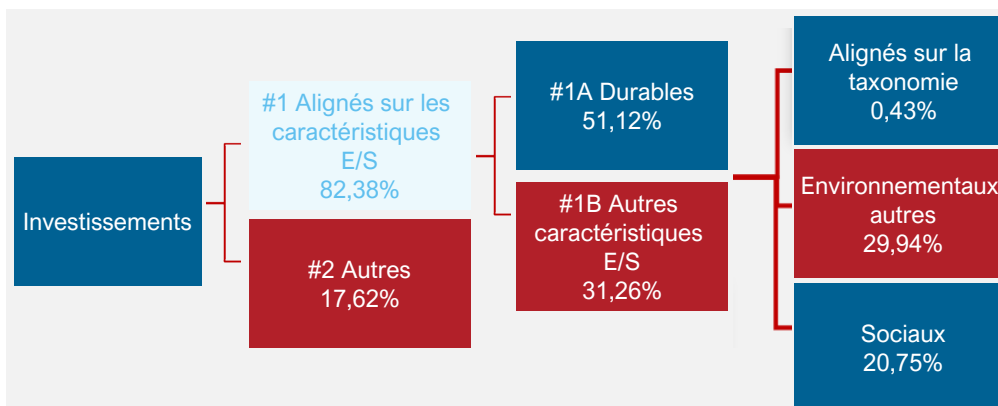 Investissements
#1 Alignés sur les
caractéristiques
E/S
82,38%
#2 Autres
17,62%
#1A Durables
51,12%
#1B Autres
caractéristiques
E/S
31,26%
Alignés sur la
taxonomie
0,43%
Environnementaux
autres
29,94%
Sociaux
20,75%